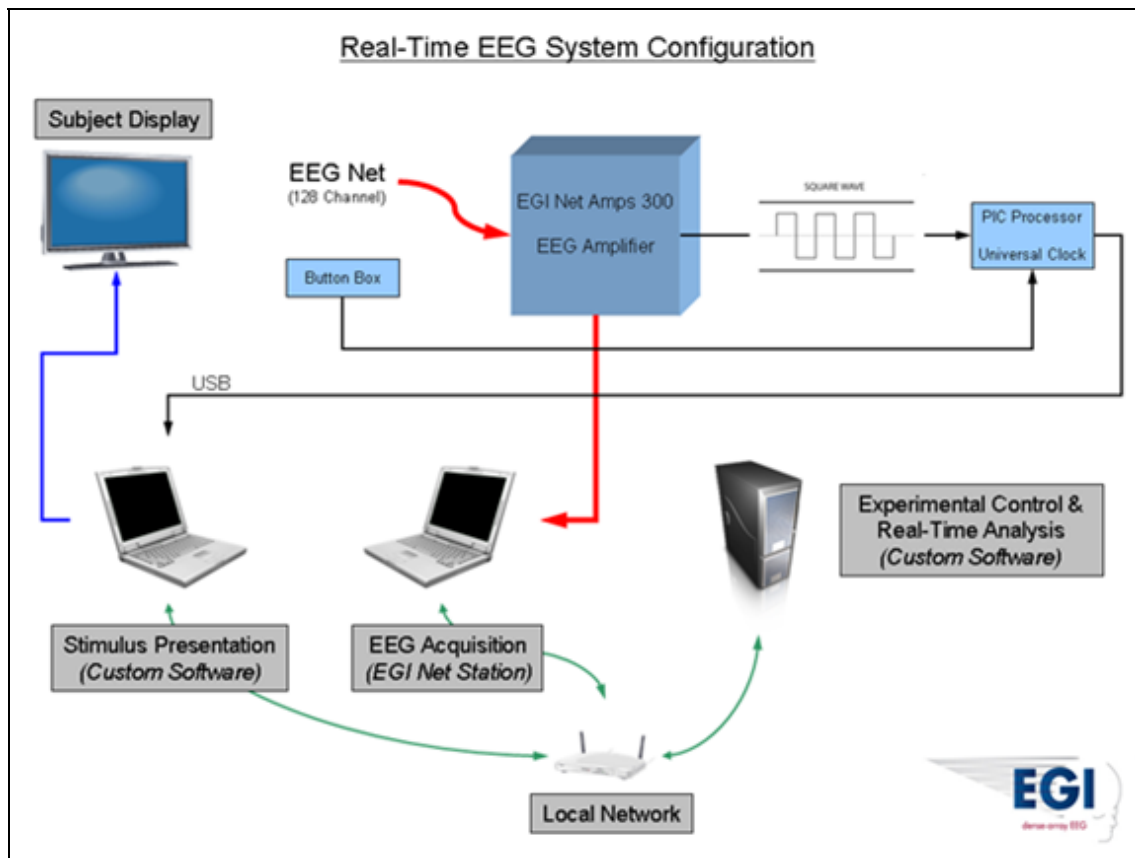 Real-Time EEG System Configuration
Subject Display
EEG Net
(128 Channel)
EGI Net Amps 300
EEG Amplifier
SQUARE WAVE
PIC Processor
Universal Clock
Button Box
USB
Experimental Control &
Real-Time Analysis
(Custom Software)
Stimulus Presentation
(Custom Software)
EEG Acquisition
(EGI Net Station)
Local Network
EGI
dense-array EEG